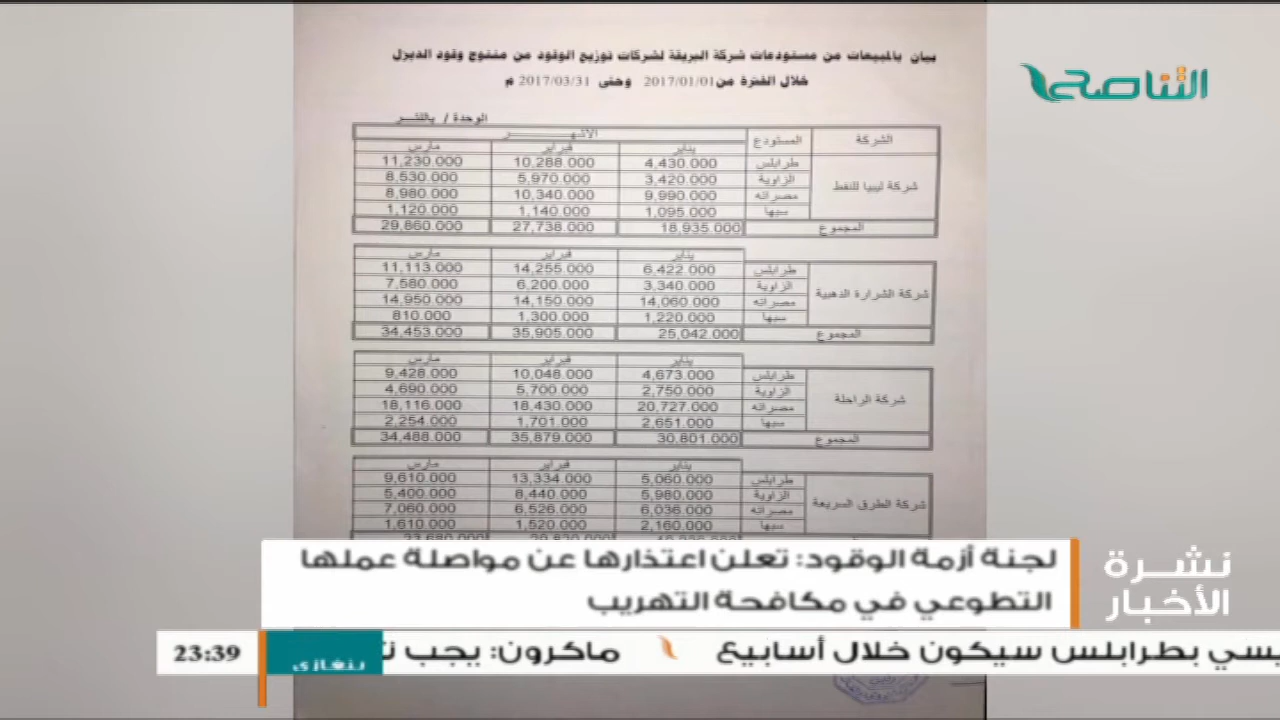 بيان بالمبيعات من مستودعات شركة البريقة لشركات توزيع الوقود من منتوج وقود الديزل
خلال الفترة من 2017/01/01 وحتى 2017/03/31 م
التناصح
الوحدة / باللتر
الشركة المستودع الاشهر
يناير فبراير مارس
شركة ليبيا للنفط
طرابلس 4,430.000 10,288.000 11,230.000
الزاوية 3,420.000 5,970.000 8,530.000
مصراته 9,990.000 10,340.000 8,980.000
سبها 1,095.000 1,140.000 1,120.000
المجموع 18,935.000 27,738.000 29,860.000
يناير فبراير مارس
شركة الشرارة الذهبية
طرابلس 6,422.000 14,255.000 11,113.000
الزاوية 3,340.000 6,200.000 7,580.000
مصراته 14,060.000 14,150.000 14,950.000
سبها 1,220.000 1,300.000 810.000
المجموع 25,042.000 35,905.000 34,453.000
يناير فبراير مارس
شركة الراحلة
طرابلس 4,673.000 10,048.000 9,428.000
الزاوية 2,750.000 5,700.000 4,690.000
مصراته 20,727.000 18,430.000 18,116.000
سبها 2,651.000 1,701.000 2,254.000
المجموع 30,801.000 35,879.000 34,488.000
يناير فبراير مارس
شركة الطرق السريعة
طرابلس 5,060.000 13,334.000 9,610.000
الزاوية 5,980.000 8,440.000 5,400.000
مصراته 6,036.000 6,526.000 7,060.000
سبها 2,160.000 1,520.000 1,610.000
نشرة الأخبار
لجنة أزمة الوقود: تعلن اعتذارها عن مواصلة عملها
التطوعي في مكافحة التهريب
يسي بطرابلس سيكون خلال أسابيع ماكرون: يجب
بنغازي
23:39